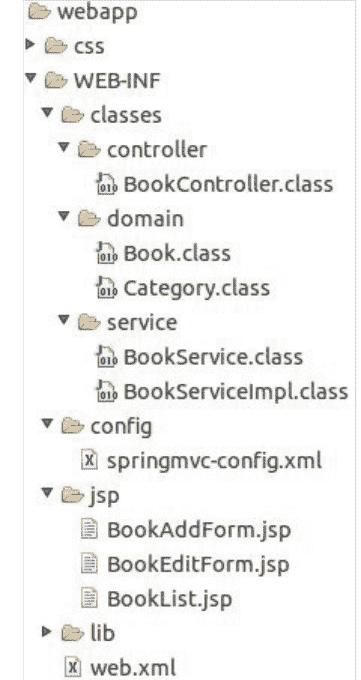 webapp
css
WEB-INF
classes
controller
BookController.class
domain
Book.class
Category.class
service
BookService.class
BookServiceImpl.class
config
springmvc-config.xml
jsp
BookAddForm.jsp
BookEditForm.jsp
BookList.jsp
lib
web.xml